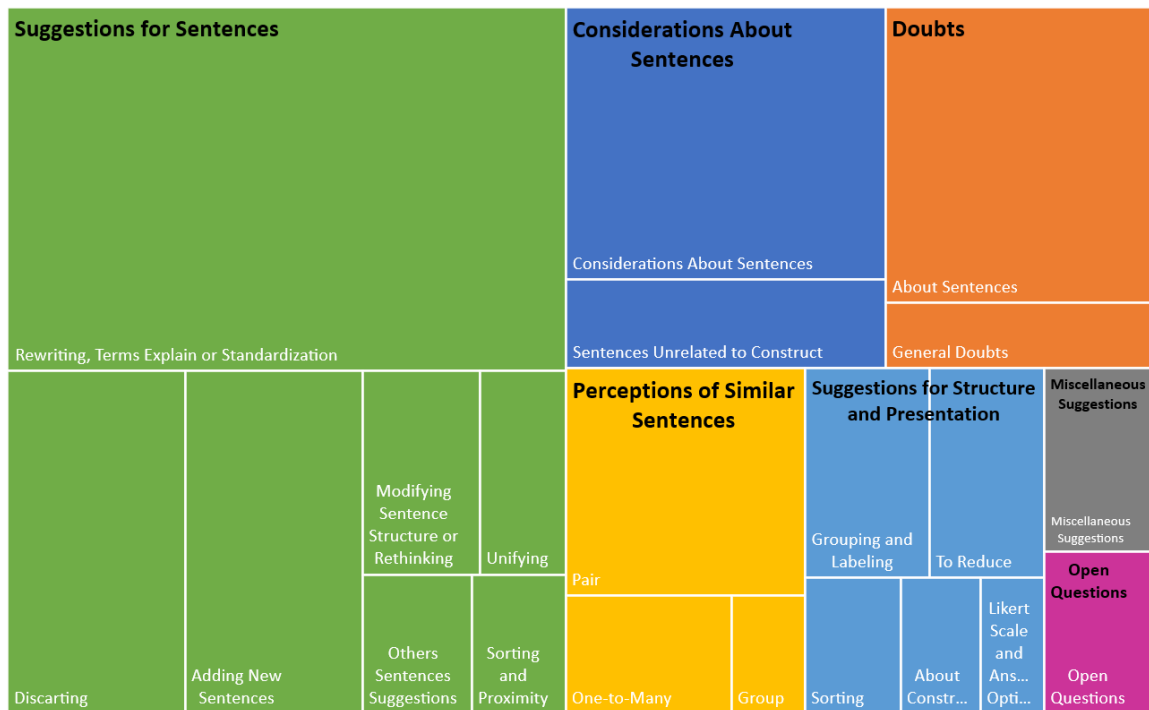 Suggestions for Sentences
Rewriting, Terms Explain or Standardization
Discarting
Adding New
Sentences
Modifying
Sentence
Structure or
Rethinking
Unifying
Others
Sentences
Suggestions
Sorting
and
Proximity
Considerations About
Sentences
Considerations About Sentences
Sentences Unrelated to Construct
Doubts
About Sentences
General Doubts
Perceptions of Similar
Sentences
Pair
One-to-Many
Group
Suggestions for Structure
and Presentation
Grouping and
Labeling
To Reduce
Sorting
About
Constr...
Likert
Scale
and
Ans...
Opti...
Miscellaneous
Suggestions
Miscellaneous
Suggestions
Open
Questions
Open
Questions